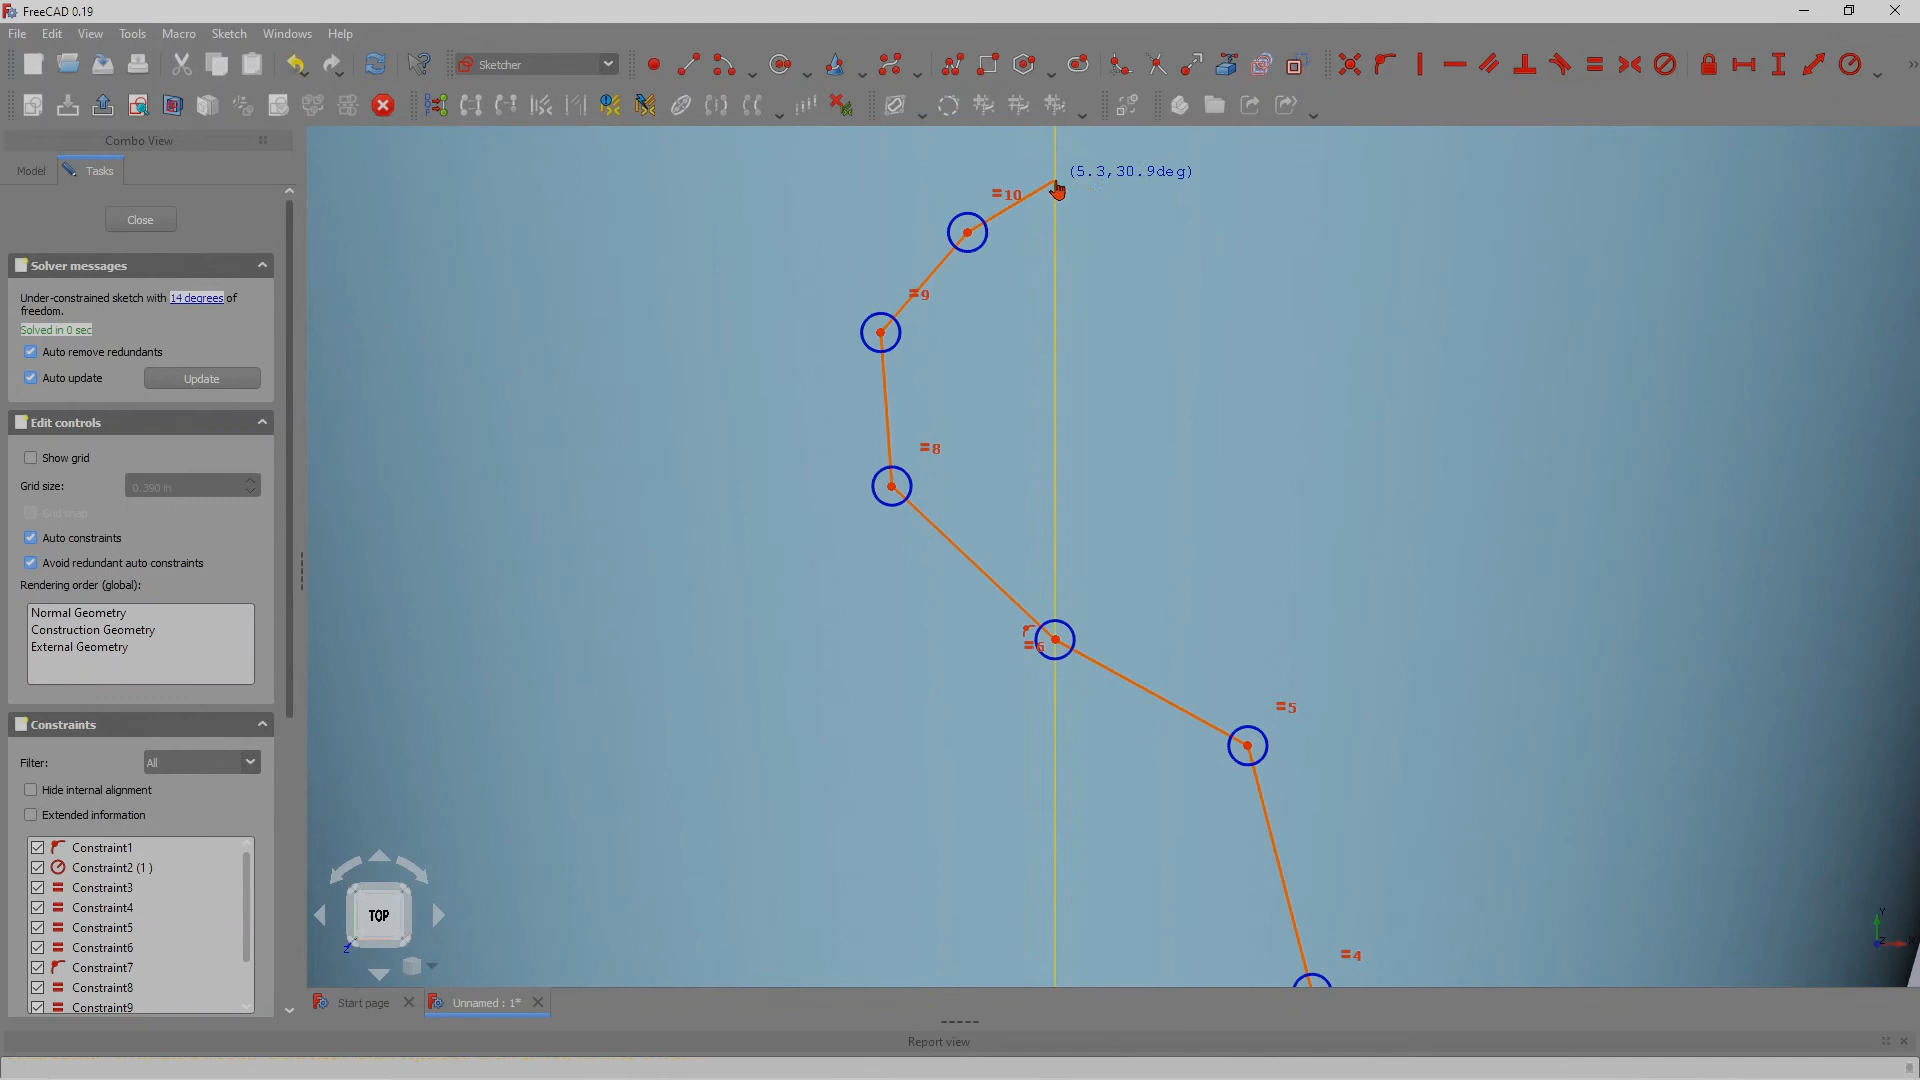 FreeCAD 0.19
File Edit View Tools Macro Sketch Windows Help
Sketcher
Combo View
Model Tasks
Close
Solver messages
Under-constrained sketch with 14 degrees of
freedom.
Solved in 0 sec
Auto remove redundants
Auto update Update
Edit controls
Show grid
Grid size: 0.390 in
Grid snap
Auto constraints
Avoid redundant auto constraints
Rendering order (global):
Normal Geometry
Construction Geometry
External Geometry
Constraints
Filter: All
Hide internal alignment
Extended information
Constraint1
Constraint2 (1 )
Constraint3
Constraint4
Constraint5
Constraint6
Constraint7
Constraint8
Constraint9
(5.3,30.9deg)
=10
=9
=8
=6
=5
=4
TOP
Z
Y
Z X
Start page Unnamed : 1*
Report view